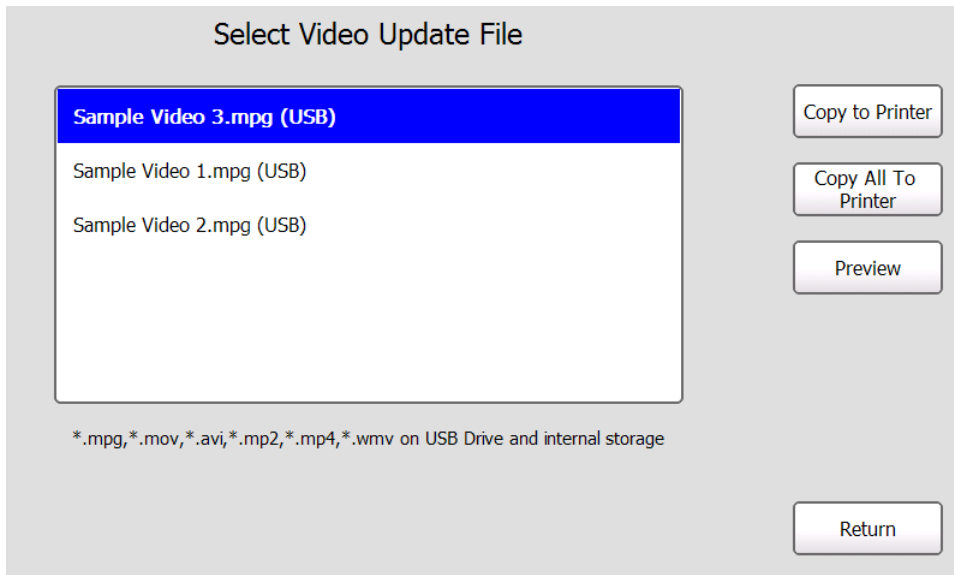 Select Video Update File
Sample Video 3.mpg (USB)
Sample Video 1.mpg (USB)
Sample Video 2.mpg (USB)
*.mpg,*.mov,*.avi,*.mp2,*.mp4,*.wmv on USB Drive and internal storage
Copy to Printer
Copy All To
Printer
Preview
Return